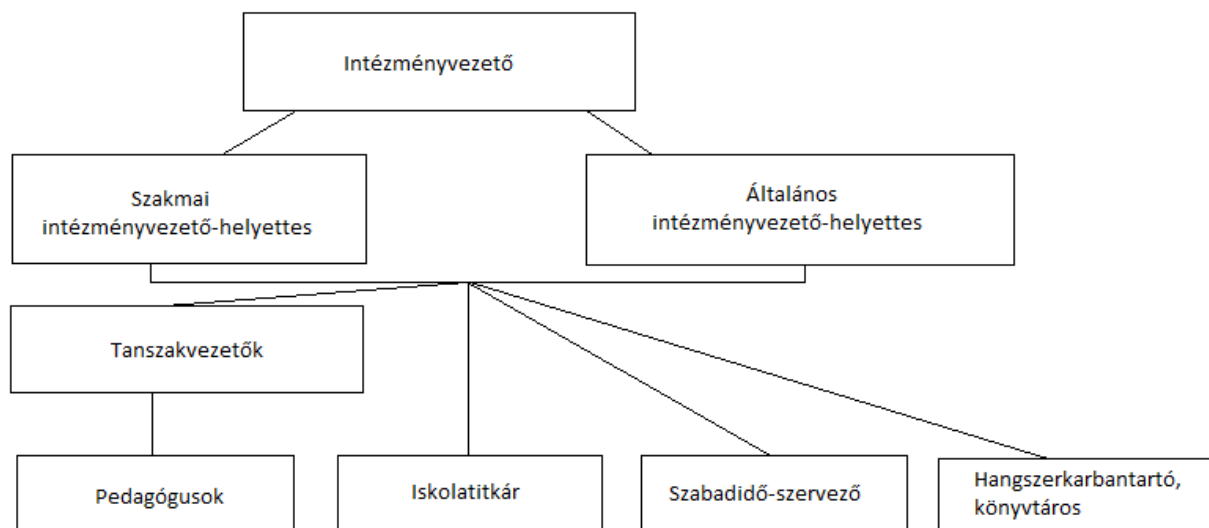 Intézményvezető
Szakmai
intézményvezető-helyettes
Általános
intézményvezető-helyettes
Tanszakvezetők
Pedagógusok
Iskolatitkár
Szabadidő-szervező
Hangszerkarbantartó,
könyvtáros